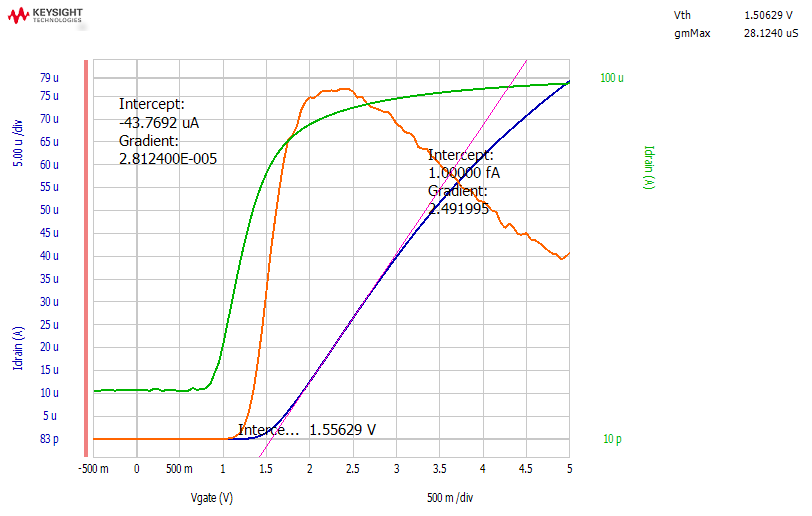 KEYSIGHT
TECHNOLOGIES
Vth 1.50629 V
gmMax 28.1240 uS
79 u
75 u
70 u
65 u
60 u
55 u
50 u
45 u
40 u
35 u
30 u
25 u
20 u
15 u
10 u
5 u
83 p
5.00 u /div
Idrain (A)
Intercept:
-43.7692 uA
Gradient:
2.812400E-005
Intercept:
1.00000 fA
Gradient:
2.491995
Interce... 1.55629 V
100 u
Idrain (A)
10 p
-500 m 0 500 m 1 1.5 2 2.5 3 3.5 4 4.5 5
Vgate (V) 500 m /div